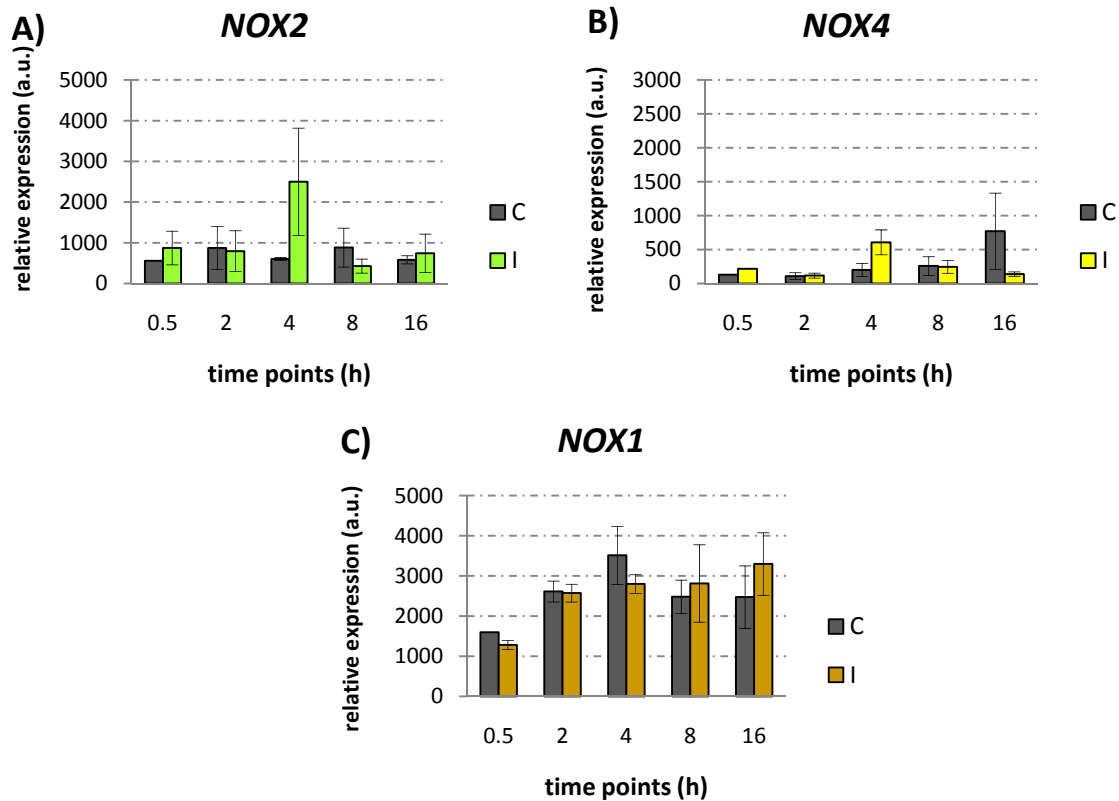 A)
NOX2
relative expression (a.u.)
5000
4000
3000
2000
1000
0
0.5 2 4 8 16
time points (h)
C
I
B)
NOX4
relative expression (a.u.)
3000
2500
2000
1500
1000
500
0
0.5 2 4 8 16
time points (h)
C
I
C)
NOX1
relative expression (a.u.)
5000
4000
3000
2000
1000
0
0.5 2 4 8 16
time points (h)
C
I